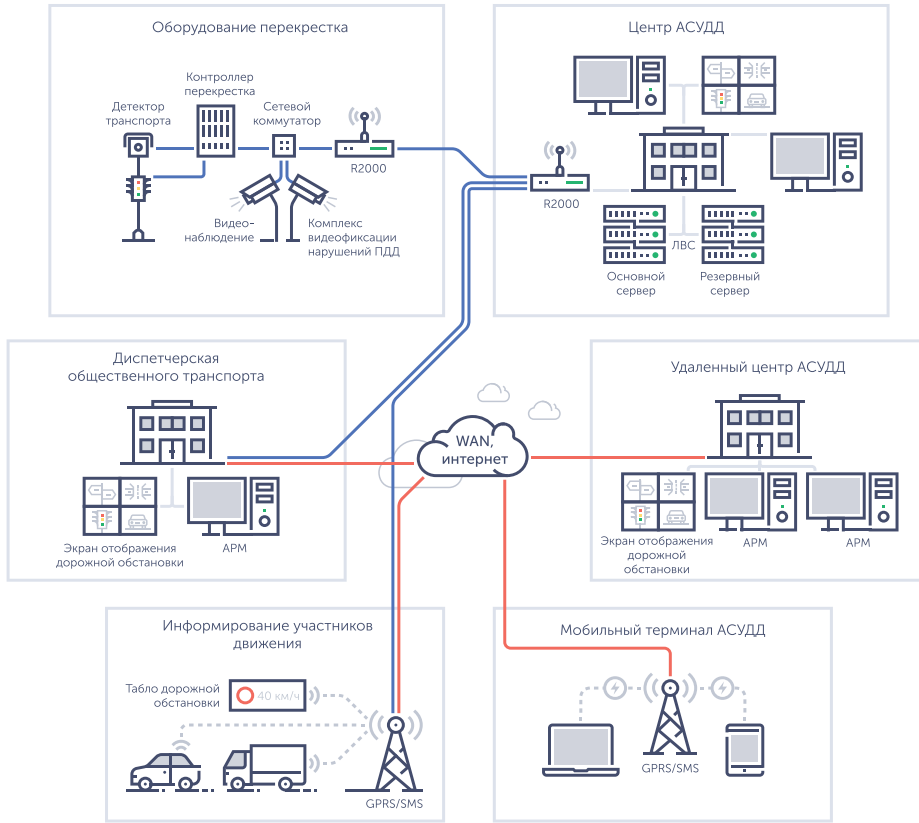 Оборудование перекрестка
Контроллер
перекрестка
Детектор
транспорта
Сетевой
коммутатор
R2000
Видео-
наблюдение
Комплекс
видеофиксации
нарушений ПДД
Центр АСУДД
R2000
ЛВС
Основной
сервер
Резервный
сервер
Диспетчерская
общественного транспорта
Экран отображения
дорожной обстановки
АРМ
WAN,
интернет
Удаленный центр АСУДД
Экран отображения
дорожной
обстановки
АРМ
АРМ
Информирование участников
движения
Табло дорожной
обстановки
40 км/ч
GPRS/SMS
Мобильный терминал АСУДД
GPRS/SMS